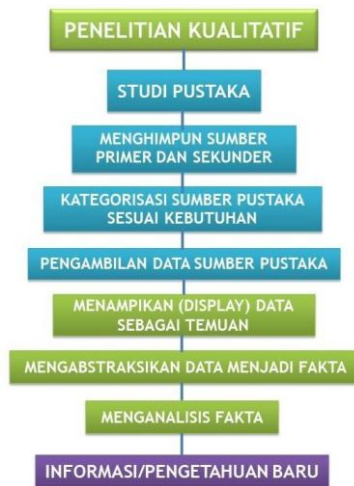 PENELITIAN KUALITATIF
STUDI PUSTAKA
MENGHIMPUN SUMBER
PRIMER DAN SEKUNDER
KATEGORISASI SUMBER PUSTAKA
SESUAI KEBUTUHAN
PENGAMBILAN DATA SUMBER PUSTAKA
MENAMPIKAN (DISPLAY) DATA
SEBAGAI TEMUAN
MENGABSTRAKSIKAN DATA MENJADI FAKTA
MENGANALISIS FAKTA
INFORMASI/PENGETAHUAN BARU